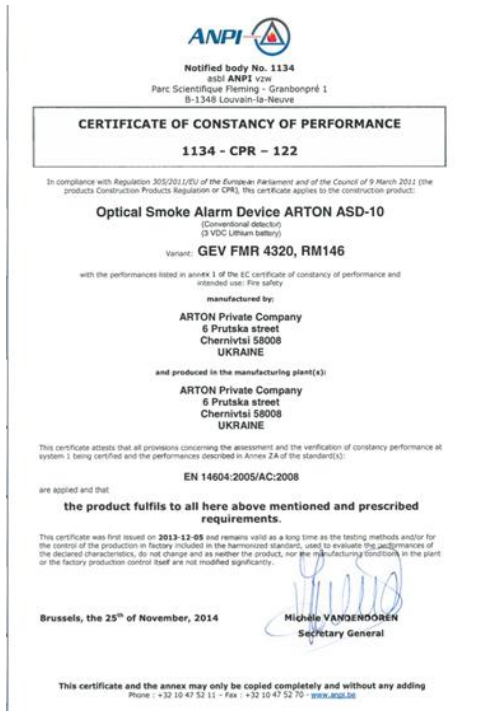 ANPI
Notified body No. 1134
asbl ANPI vzw
Parc Scientifique Fleming - Granbonpré 1
B-1348 Louvain-la-Neuve
CERTIFICATE OF CONSTANCY OF PERFORMANCE
1134 - CPR – 122
In compliance with Regulation 305/2011/EU of the European Parliament and of the Council of 9 March 2011 (the
products Construction Products Regulation or CPR), this certificate applies to the construction product:
Optical Smoke Alarm Device ARTON ASD-10
(Conventional detector)
(3 VDC Lithium battery)
Variant: GEV FMR 4320, RM146
with the performances listed in annex 1 of the EC certificate of constancy of performance and
intended use: Fire safety
manufactured by:
ARTON Private Company
6 Prutska street
Chernivtsi 58008
UKRAINE
and produced in the manufacturing plant(s):
ARTON Private Company
6 Prutska street
Chernivtsi 58008
UKRAINE
This certificate attests that all provisions concerning the assessment and the verification of constancy performance at
system 1 being certified and the performances described in Annex ZA of the standard(s):
EN 14604:2005/AC:2008
are applied and that
the product fulfils to all here above mentioned and prescribed
requirements.
This certificate was first issued on 2013-12-05 and remains valid as a long time as the testing methods and/or for
the control of the production in factory included in the harmonized standard, used to evaluate the performances of
the declared characteristics, do not change and as neither the product, nor the manufacturing conditions in the plant
or the factory production control itself are not modified significantly.
Brussels, the 25th of November, 2014
Michèle VANDENDOREN
Secretary General
This certificate and the annex may only be copied completely and without any adding
Phone : +32 10 47 52 11 - Fax : +32 10 47 52 70 - www.anpi.be